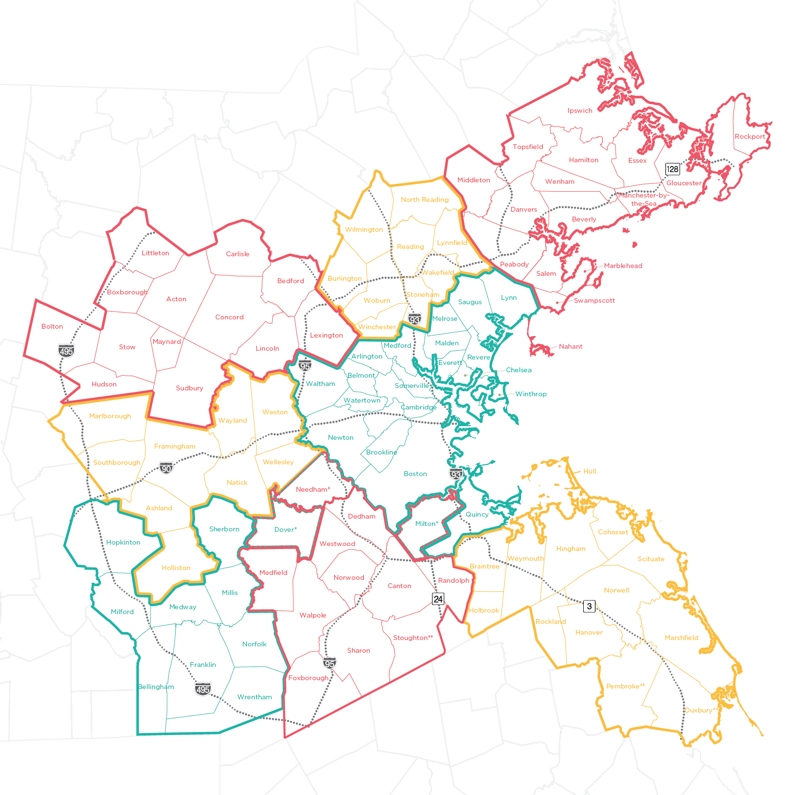 Ipswich
Rockport
Topsfield
Hamilton
Essex
128
Middleton
Wenham
Gloucester
Manchester-by-
the-Sea
Danvers
Beverly
North Reading
Wilmington
Reading
Lynnfield
Peabody
Salem
Marblehead
Littleton
Carlisle
Wakefield
Burlington
Bedford
Boxborough
Acton
Woburn
Stoneham
Saugus
Lynn
Swampscott
Concord
93
Melrose
Bolton
Winchester
Lexington
Maynard
Stow
Lincoln
Medford
Malden
Nahant
495
Arlington
Revere
Everett
95
Chelsea
Belmont
Hudson
Sudbury
Waltham
Somerville
Winthrop
Watertown
Cambridge
Marlborough
Weston
Wayland
Newton
Framingham
Brookline
Southborough
90
Wellesley
Boston
93
Hull
Natick
Needham*
Ashland
Dedham
Quincy
Milton*
Sherborn
Dover*
Cohasset
Hopkinton
Westwood
Hingham
Weymouth
Scituate
Braintree
Holliston
Medfield
Norwood
Canton
Randolph
Norwell
Millis
24
3
Milford
Medway
Walpole
Holbrook
Rockland
Hanover
Marshfield
Stoughton**
Norfolk
Sharon
Franklin
Foxborough
95
Bellingham
495
Wrentham
Pembroke**
Duxbury**